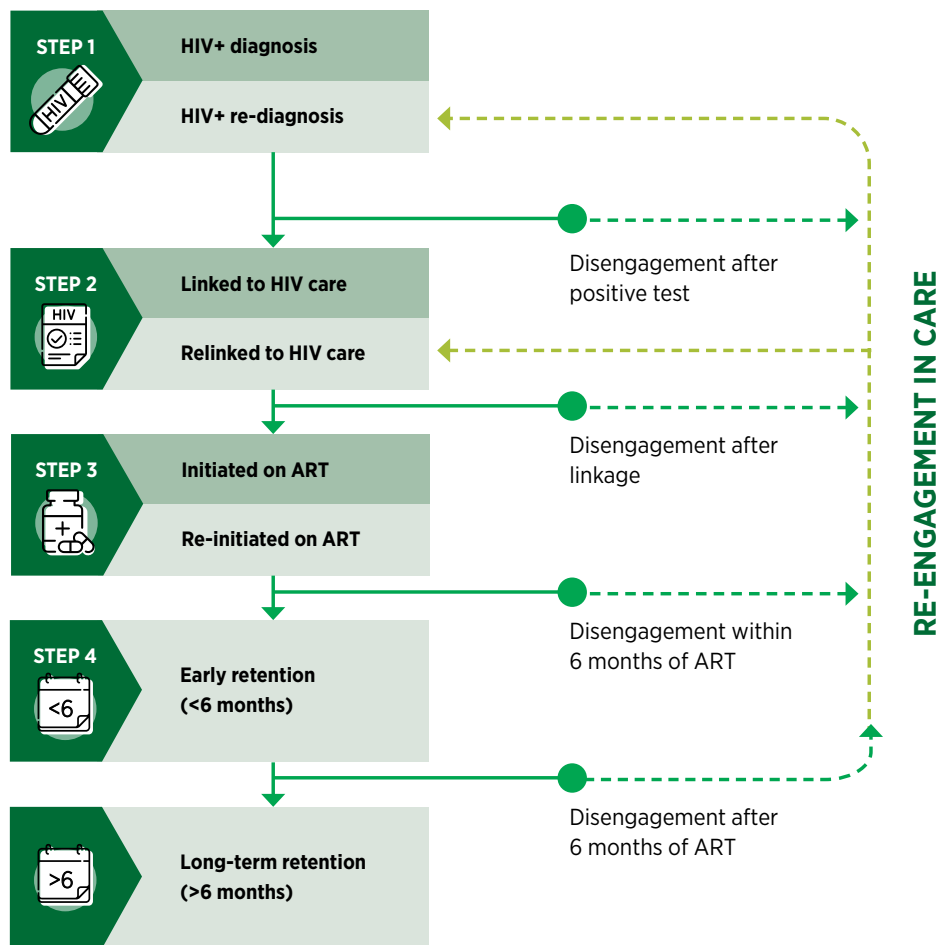 STEP 1
HIV
HIV+ diagnosis
HIV+ re-diagnosis
Disengagement after
positive test
STEP 2
HIV
Linked to HIV care
Relinked to HIV care
Disengagement after
linkage
STEP 3
Initiated on ART
Re-initiated on ART
Disengagement within
6 months of ART
STEP 4
<6
Early retention
(<6 months)
Disengagement after
6 months of ART
>6
Long-term retention
(>6 months)
RE-ENGAGEMENT IN CARE